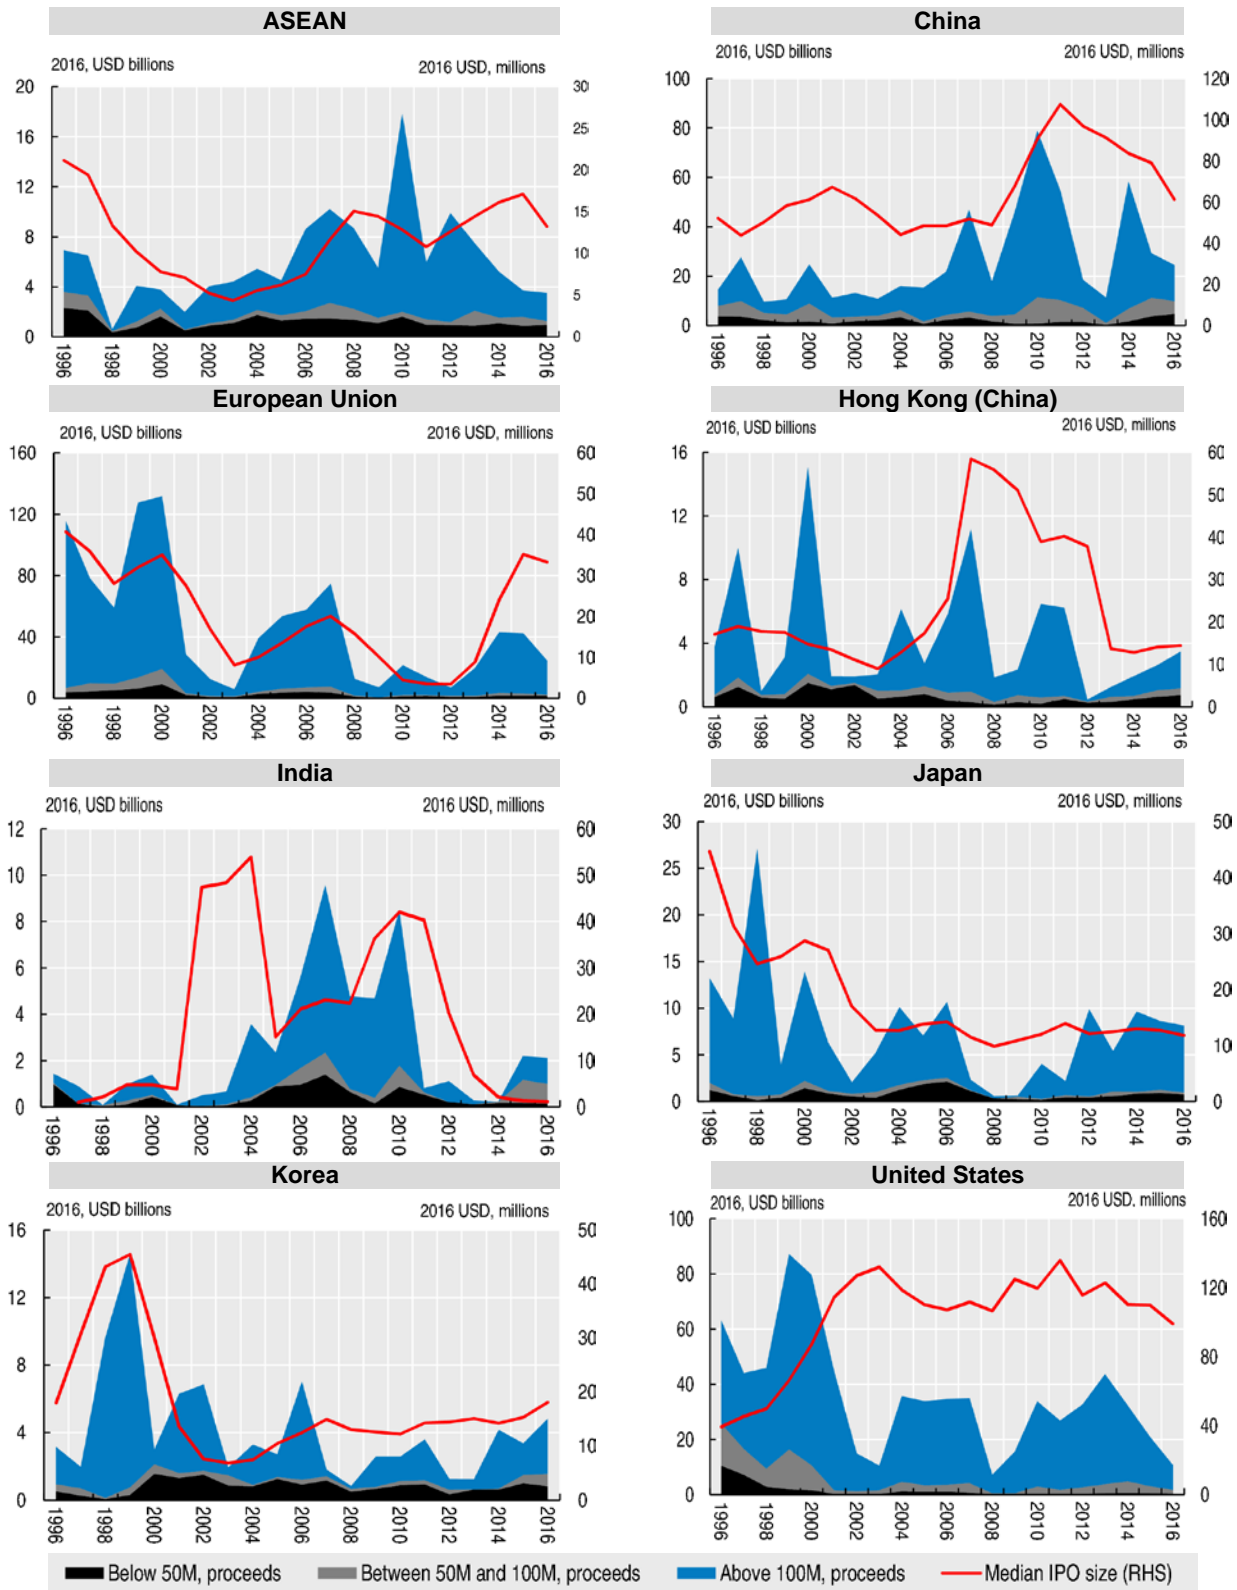 ASEAN
2016, USD billions 2016 USD, millions
20 30
16 25
12 20
8 15
4 10
0 5
0
1996 1998 2000 2002 2004 2006 2008 2010 2012 2014 2016
China
2016, USD billions 2016 USD, millions
100 120
80 100
60 80
40 60
20 40
0 20
0
1996 1998 2000 2002 2004 2006 2008 2010 2012 2014 2016
European Union
2016, USD billions 2016 USD, millions
160 60
120 50
80 40
40 30
0 20
10
0
1996 1998 2000 2002 2004 2006 2008 2010 2012 2014 2016
Hong Kong (China)
2016, USD billions 2016 USD, millions
16 60
12 50
8 40
4 30
0 20
10
0
1996 1998 2000 2002 2004 2006 2008 2010 2012 2014 2016
India
2016, USD billions 2016 USD, millions
12 60
10 50
8 40
6 30
4 20
2 10
0 0
1996 1998 2000 2002 2004 2006 2008 2010 2012 2014 2016
Japan
2016, USD billions 2016 USD, millions
30 50
25 40
20 30
15 20
10 10
5 0
0
1996 1998 2000 2002 2004 2006 2008 2010 2012 2014 2016
Korea
2016, USD billions 2016 USD, millions
16 50
12 40
8 30
4 20
0 10
0
1996 1998 2000 2002 2004 2006 2008 2010 2012 2014 2016
United States
2016, USD billions 2016 USD, millions
100 160
80 120
60 80
40 40
20 0
0
1996 1998 2000 2002 2004 2006 2008 2010 2012 2014 2016
Below 50M, proceeds Between 50M and 100M, proceeds Above 100M, proceeds Median IPO size (RHS)